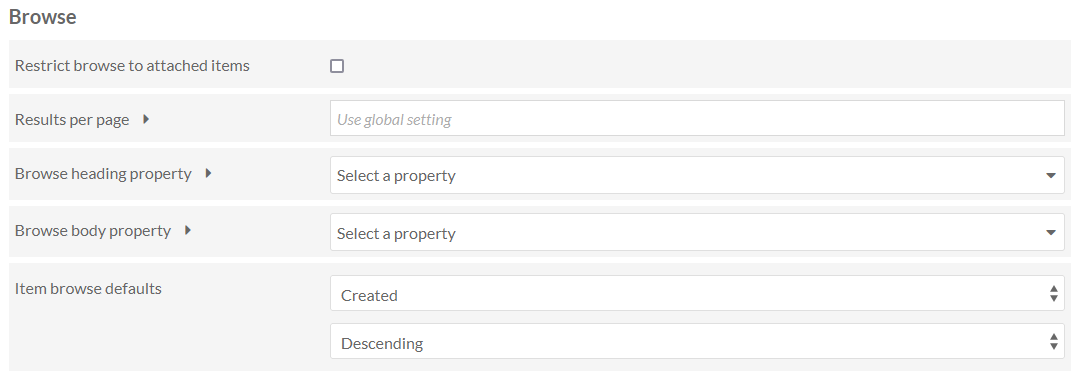 Browse
Restrict browse to attached items
Results per page
Use global setting
Browse heading property
Select a property
Browse body property
Select a property
Item browse defaults
Created
Descending